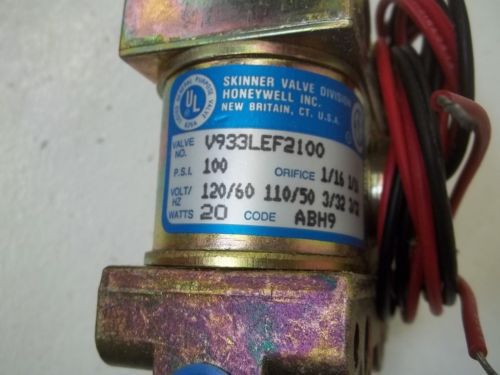 SKINNER VALVE DIVISION
HONEYWELL INC.
NEW BRITAIN, CT. U.S.A.
UL
VALVE NO. V933LEF2100
P.S.I. 100 ORIFICE 1/16
VOLT/HZ 120/60 110/50 3/32
WATTS 20 CODE ABH9